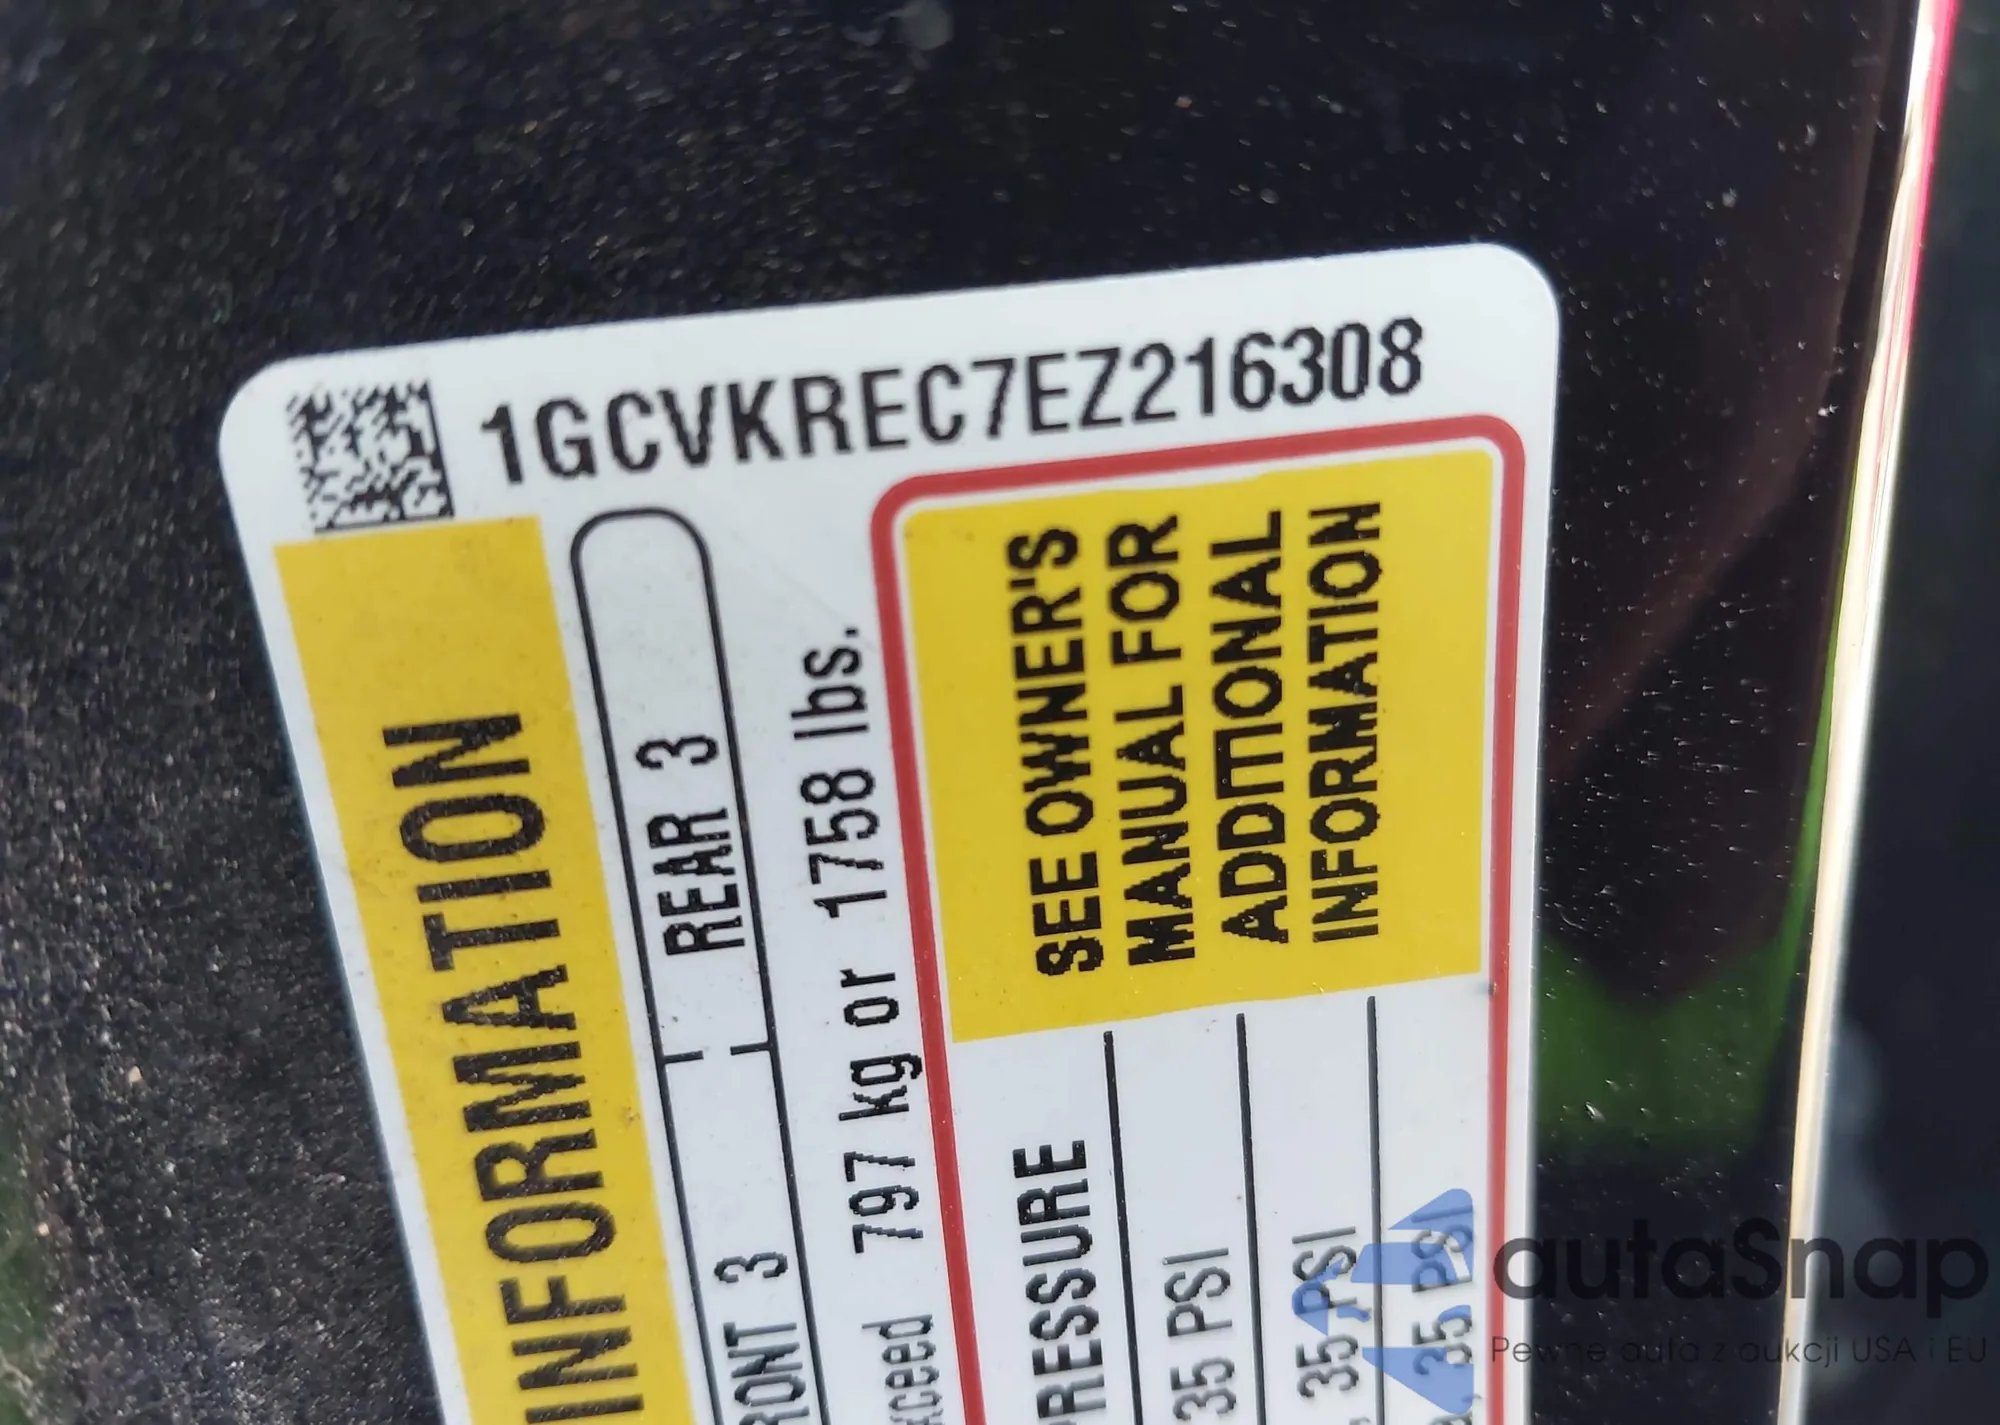 1GCVKREC7EZ216308
INFORMATION
FRONT 3 REAR 3
exceed 797 kg or 1758 lbs.
PRESSURE
35 PSI
, 35 PSI
, 35 PSI
SEE OWNER'S
MANUAL FOR
ADDITIONAL
INFORMATION
autaSnap
Pewne auta z aukcji USA i EU